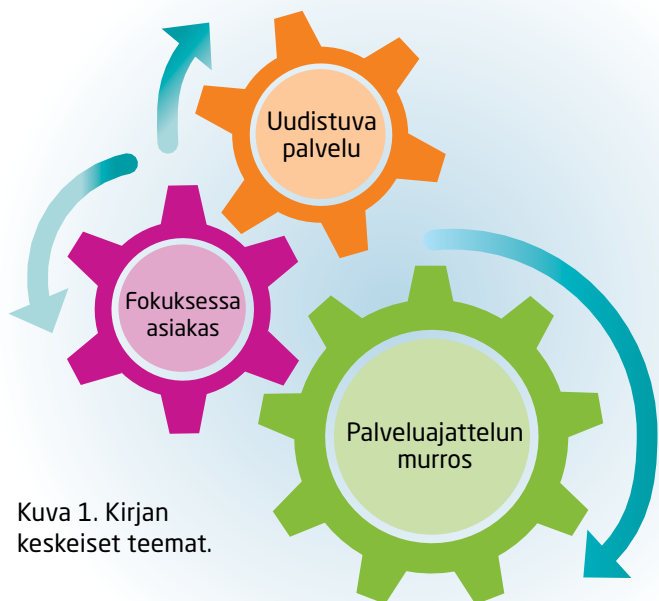 Uudistuva
palvelu
Fokuksessa
asiakas
Palveluajattelun
murros
Kuva 1. Kirjan
keskeiset teemat.